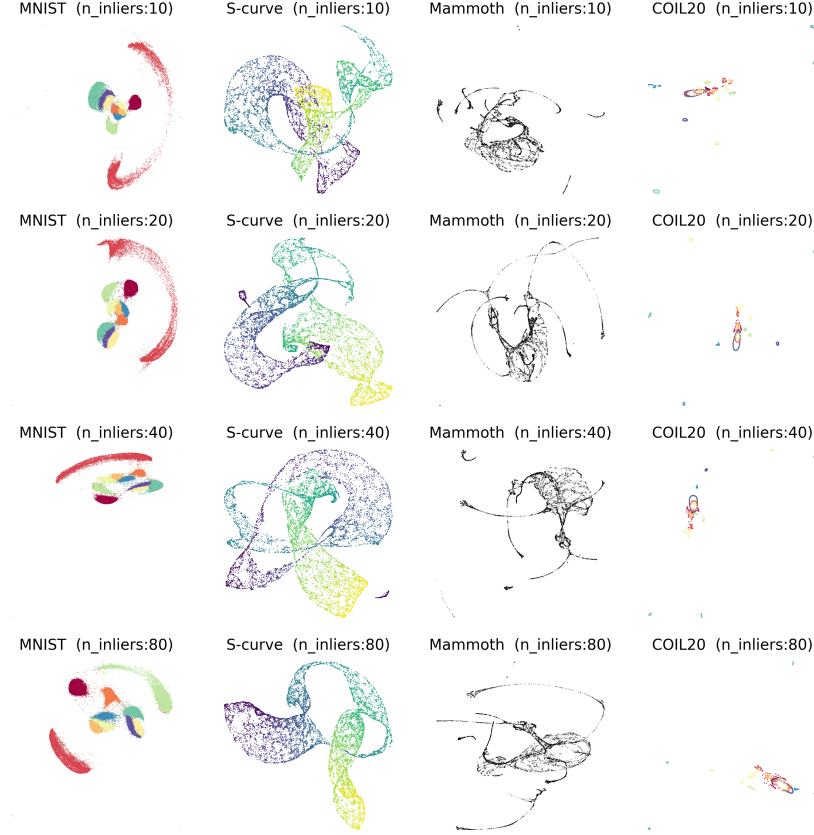 MNIST (n_inliers:10) S-curve (n_inliers:10) Mammoth (n_inliers:10) COIL20 (n_inliers:10)
MNIST (n_inliers:20) S-curve (n_inliers:20) Mammoth (n_inliers:20) COIL20 (n_inliers:20)
MNIST (n_inliers:40) S-curve (n_inliers:40) Mammoth (n_inliers:40) COIL20 (n_inliers:40)
MNIST (n_inliers:80) S-curve (n_inliers:80) Mammoth (n_inliers:80) COIL20 (n_inliers:80)